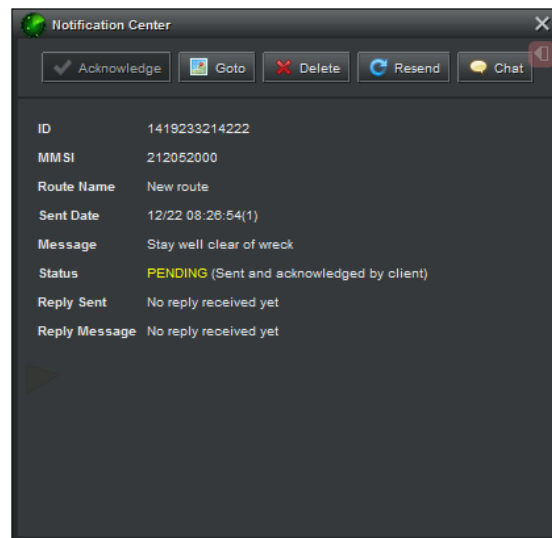 Notification Center
Acknowledge Goto Delete Resend Chat
ID 1419233214222
MMSI 212052000
Route Name New route
Sent Date 12/22 08:26:54(1)
Message Stay well clear of wreck
Status PENDING (Sent and acknowledged by client)
Reply Sent No reply received yet
Reply Message No reply received yet